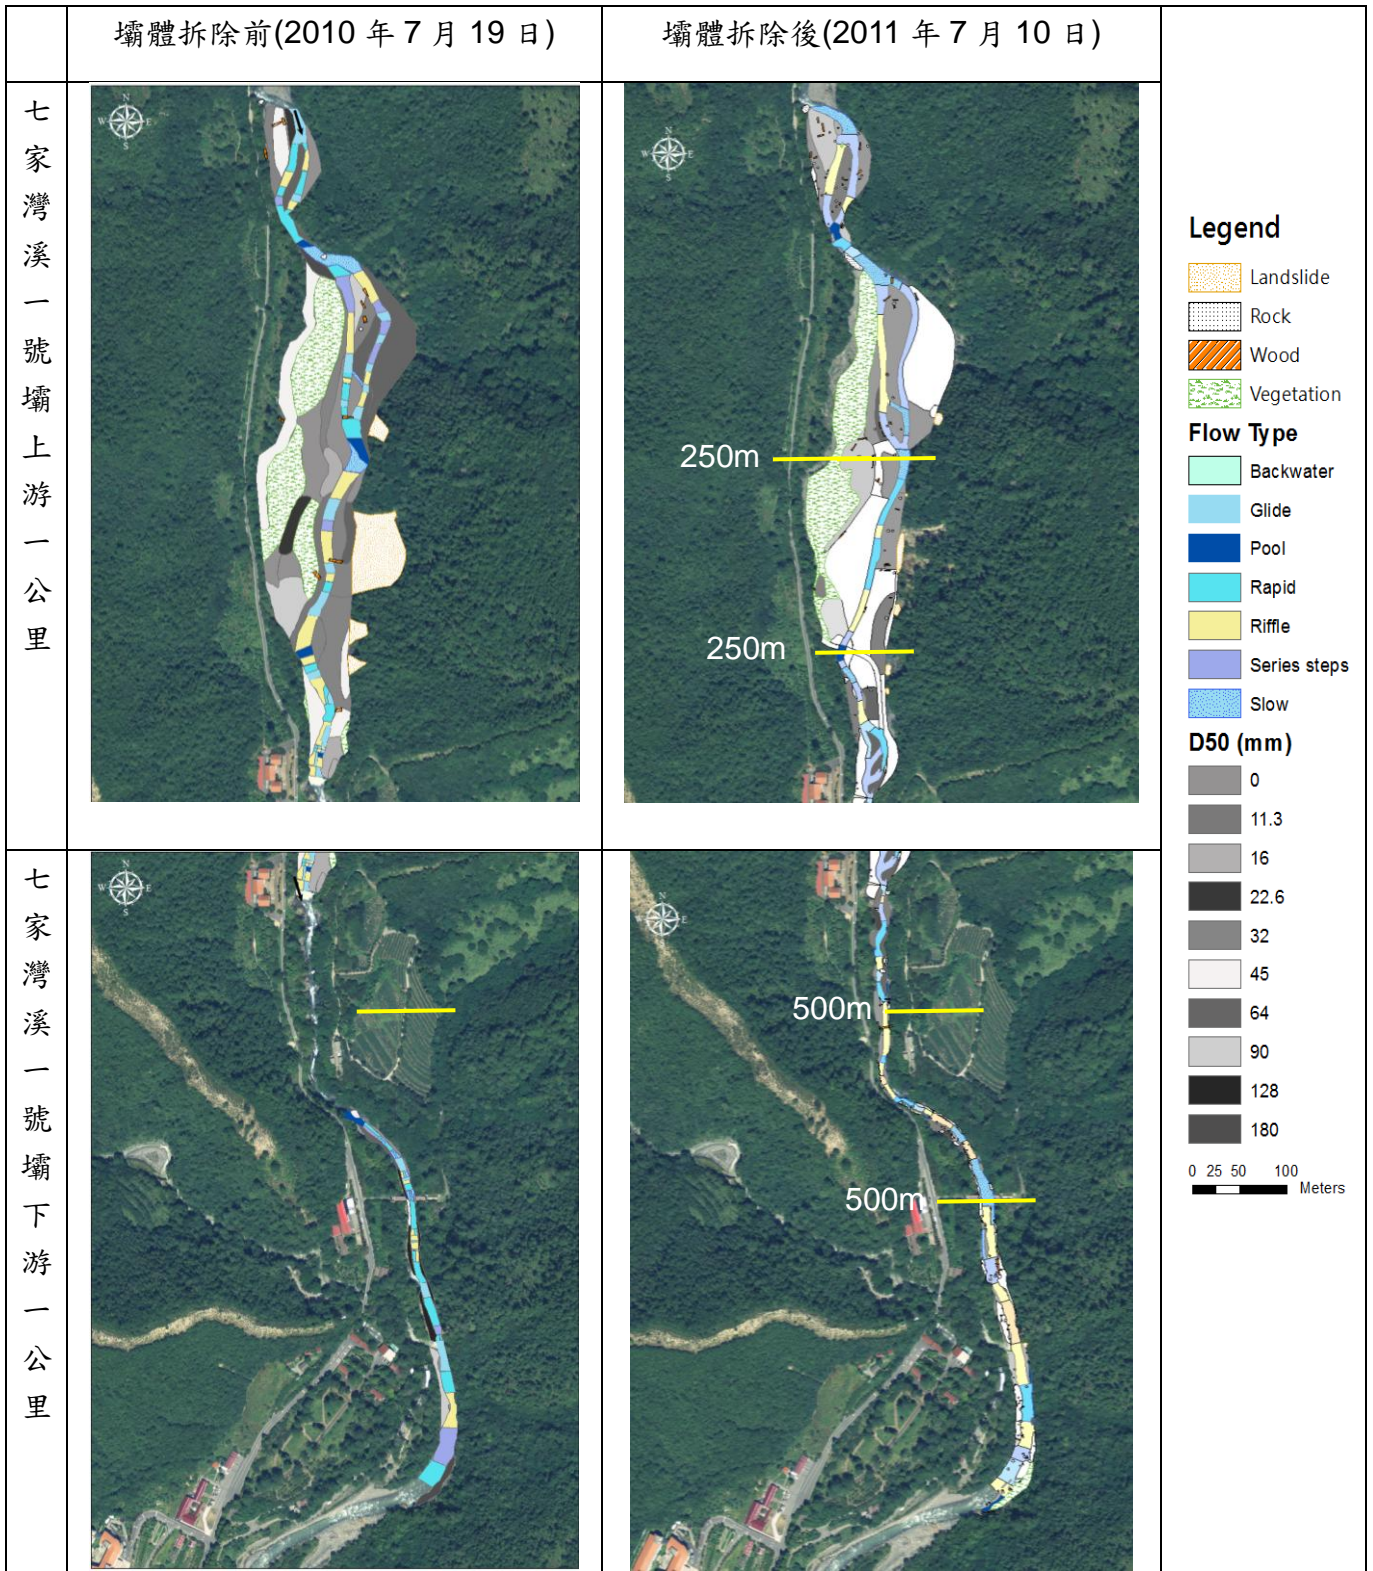 壩體拆除前(2010 年 7 月 19 日)
壩體拆除後(2011 年 7 月 10 日)
七家灣溪一號壩上游一公里
N
W E
S
N
W E
S
250m
250m
七家灣溪一號壩下游一公里
N
W E
S
N
W E
S
500m
500m
Legend
Landslide
Rock
Wood
Vegetation
Flow Type
Backwater
Glide
Pool
Rapid
Riffle
Series steps
Slow
D50 (mm)
0
11.3
16
22.6
32
45
64
90
128
180
0 25 50 100
Meters